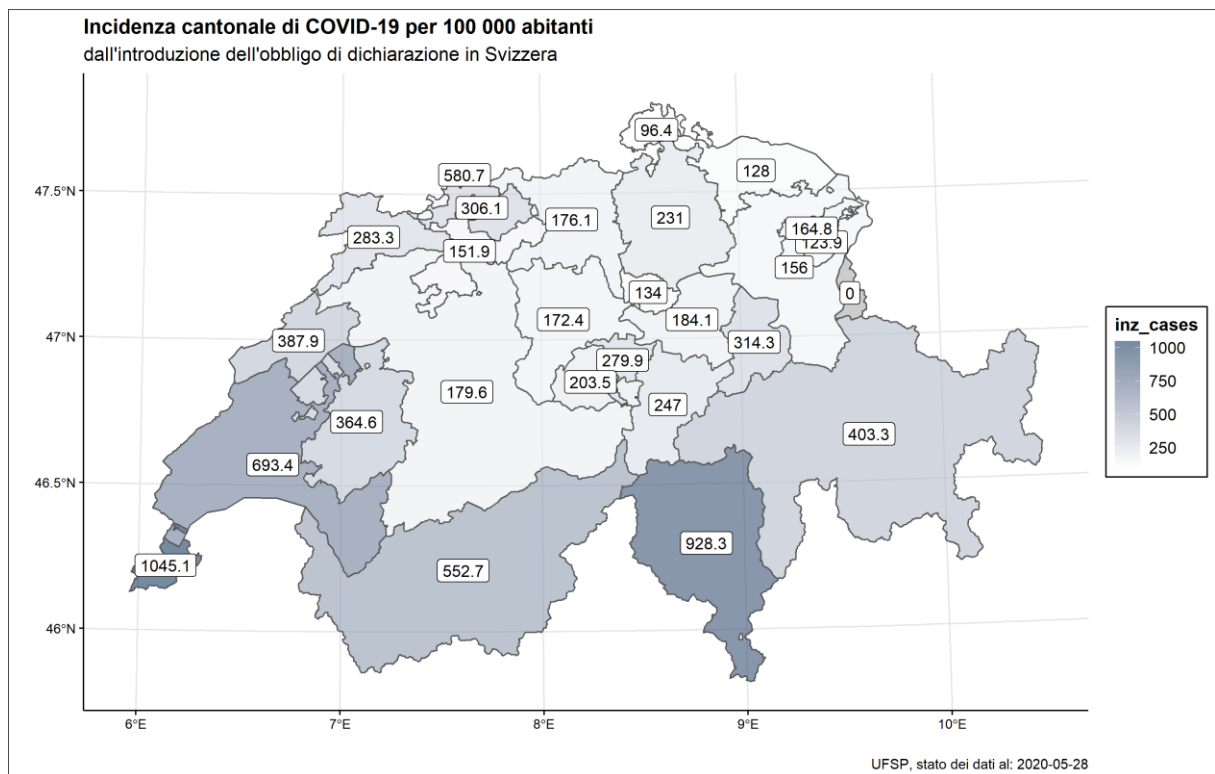 Incidenza cantonale di COVID-19 per 100 000 abitanti
dall'introduzione dell'obbligo di dichiarazione in Svizzera
96.4
580.7
128
47.5°N
306.1
176.1
231
164.8
283.3
123.9
151.9
156
134
0
172.4
184.1
47°N
387.9
314.3
279.9
203.5
179.6
247
364.6
403.3
693.4
46.5°N
928.3
1045.1
552.7
46°N
6°E
7°E
8°E
9°E
10°E
inz_cases
1000
750
500
250
UFSP, stato dei dati al: 2020-05-28